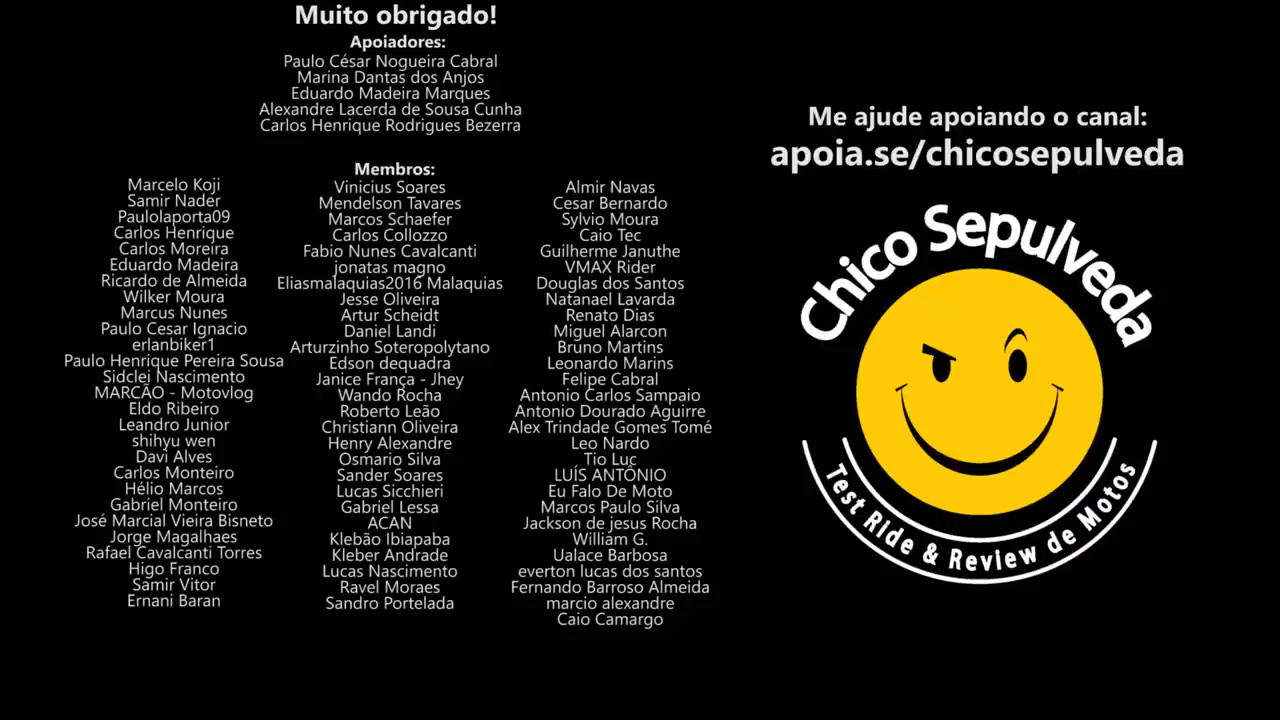 Muito obrigado!
Apoiadores:
Paulo César Nogueira Cabral
Marina Dantas dos Anjos
Eduardo Madeira Marques
Alexandre Lacerda de Sousa Cunha
Carlos Henrique Rodrigues Bezerra
Membros:
Marcelo Koji
Samir Nader
Paulolaporta09
Carlos Henrique
Carlos Moreira
Eduardo Madeira
Ricardo de Almeida
Wilker Moura
Marcus Nunes
Paulo Cesar Ignacio
erlanbiker1
Paulo Henrique Pereira Sousa
Sidclei Nascimento
MARCÃO - Motovlog
Eldo Ribeiro
Leandro Junior
shihyu wen
Davi Alves
Carlos Monteiro
Hélio Marcos
Gabriel Monteiro
José Marcial Vieira Bisneto
Jorge Magalhaes
Rafael Cavalcanti Torres
Higo Franco
Samir Vitor
Ernani Baran
Vinicius Soares
Mendelson Tavares
Marcos Schaefer
Carlos Collozzo
Fabio Nunes Cavalcanti
jonatas magno
Eliasmalaquias2016 Malaquias
Jesse Oliveira
Artur Scheidt
Daniel Landi
Arturzinho Soteropolytano
Edson dequadra
Janice França - Jhey
Wando Rocha
Roberto Leão
Christiann Oliveira
Henry Alexandre
Osmario Silva
Sander Soares
Lucas Sicchieri
Gabriel Lessa
ACAN
Klebão Ibiapaba
Kleber Andrade
Lucas Nascimento
Ravel Moraes
Sandro Portelada
Almir Navas
Cesar Bernardo
Sylvio Moura
Caio Tec
Guilherme Januthe
VMAX Rider
Douglas dos Santos
Natanael Lavarda
Renato Dias
Miguel Alarcon
Bruno Martins
Leonardo Marins
Felipe Cabral
Antonio Carlos Sampaio
Antonio Dourado Aguirre
Alex Trindade Gomes Tomé
Leo Nardo
Tio Luc
LUÍS ANTÔNIO
Eu Falo De Moto
Marcos Paulo Silva
Jackson de jesus Rocha
William G.
Ualace Barbosa
everton lucas dos santos
Fernando Barroso Almeida
marcio alexandre
Caio Camargo
Me ajude apoiando o canal:
apoia.se/chicosepulveda
Chico Sepulveda
Test Ride & Review de Motos